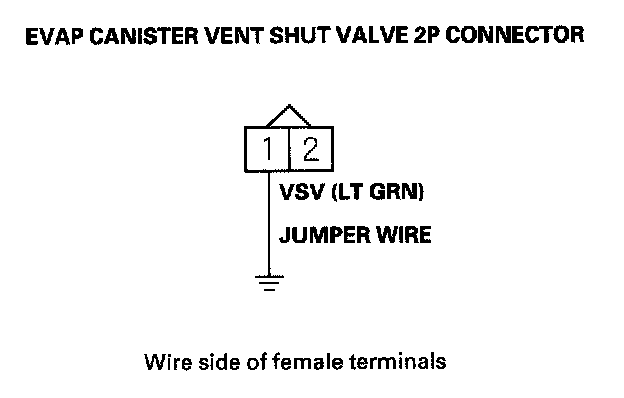 EVAP CANISTER VENT SHUT VALVE 2P CONNECTOR
1 2
VSV (LT GRN)
JUMPER WIRE
Wire side of female terminals